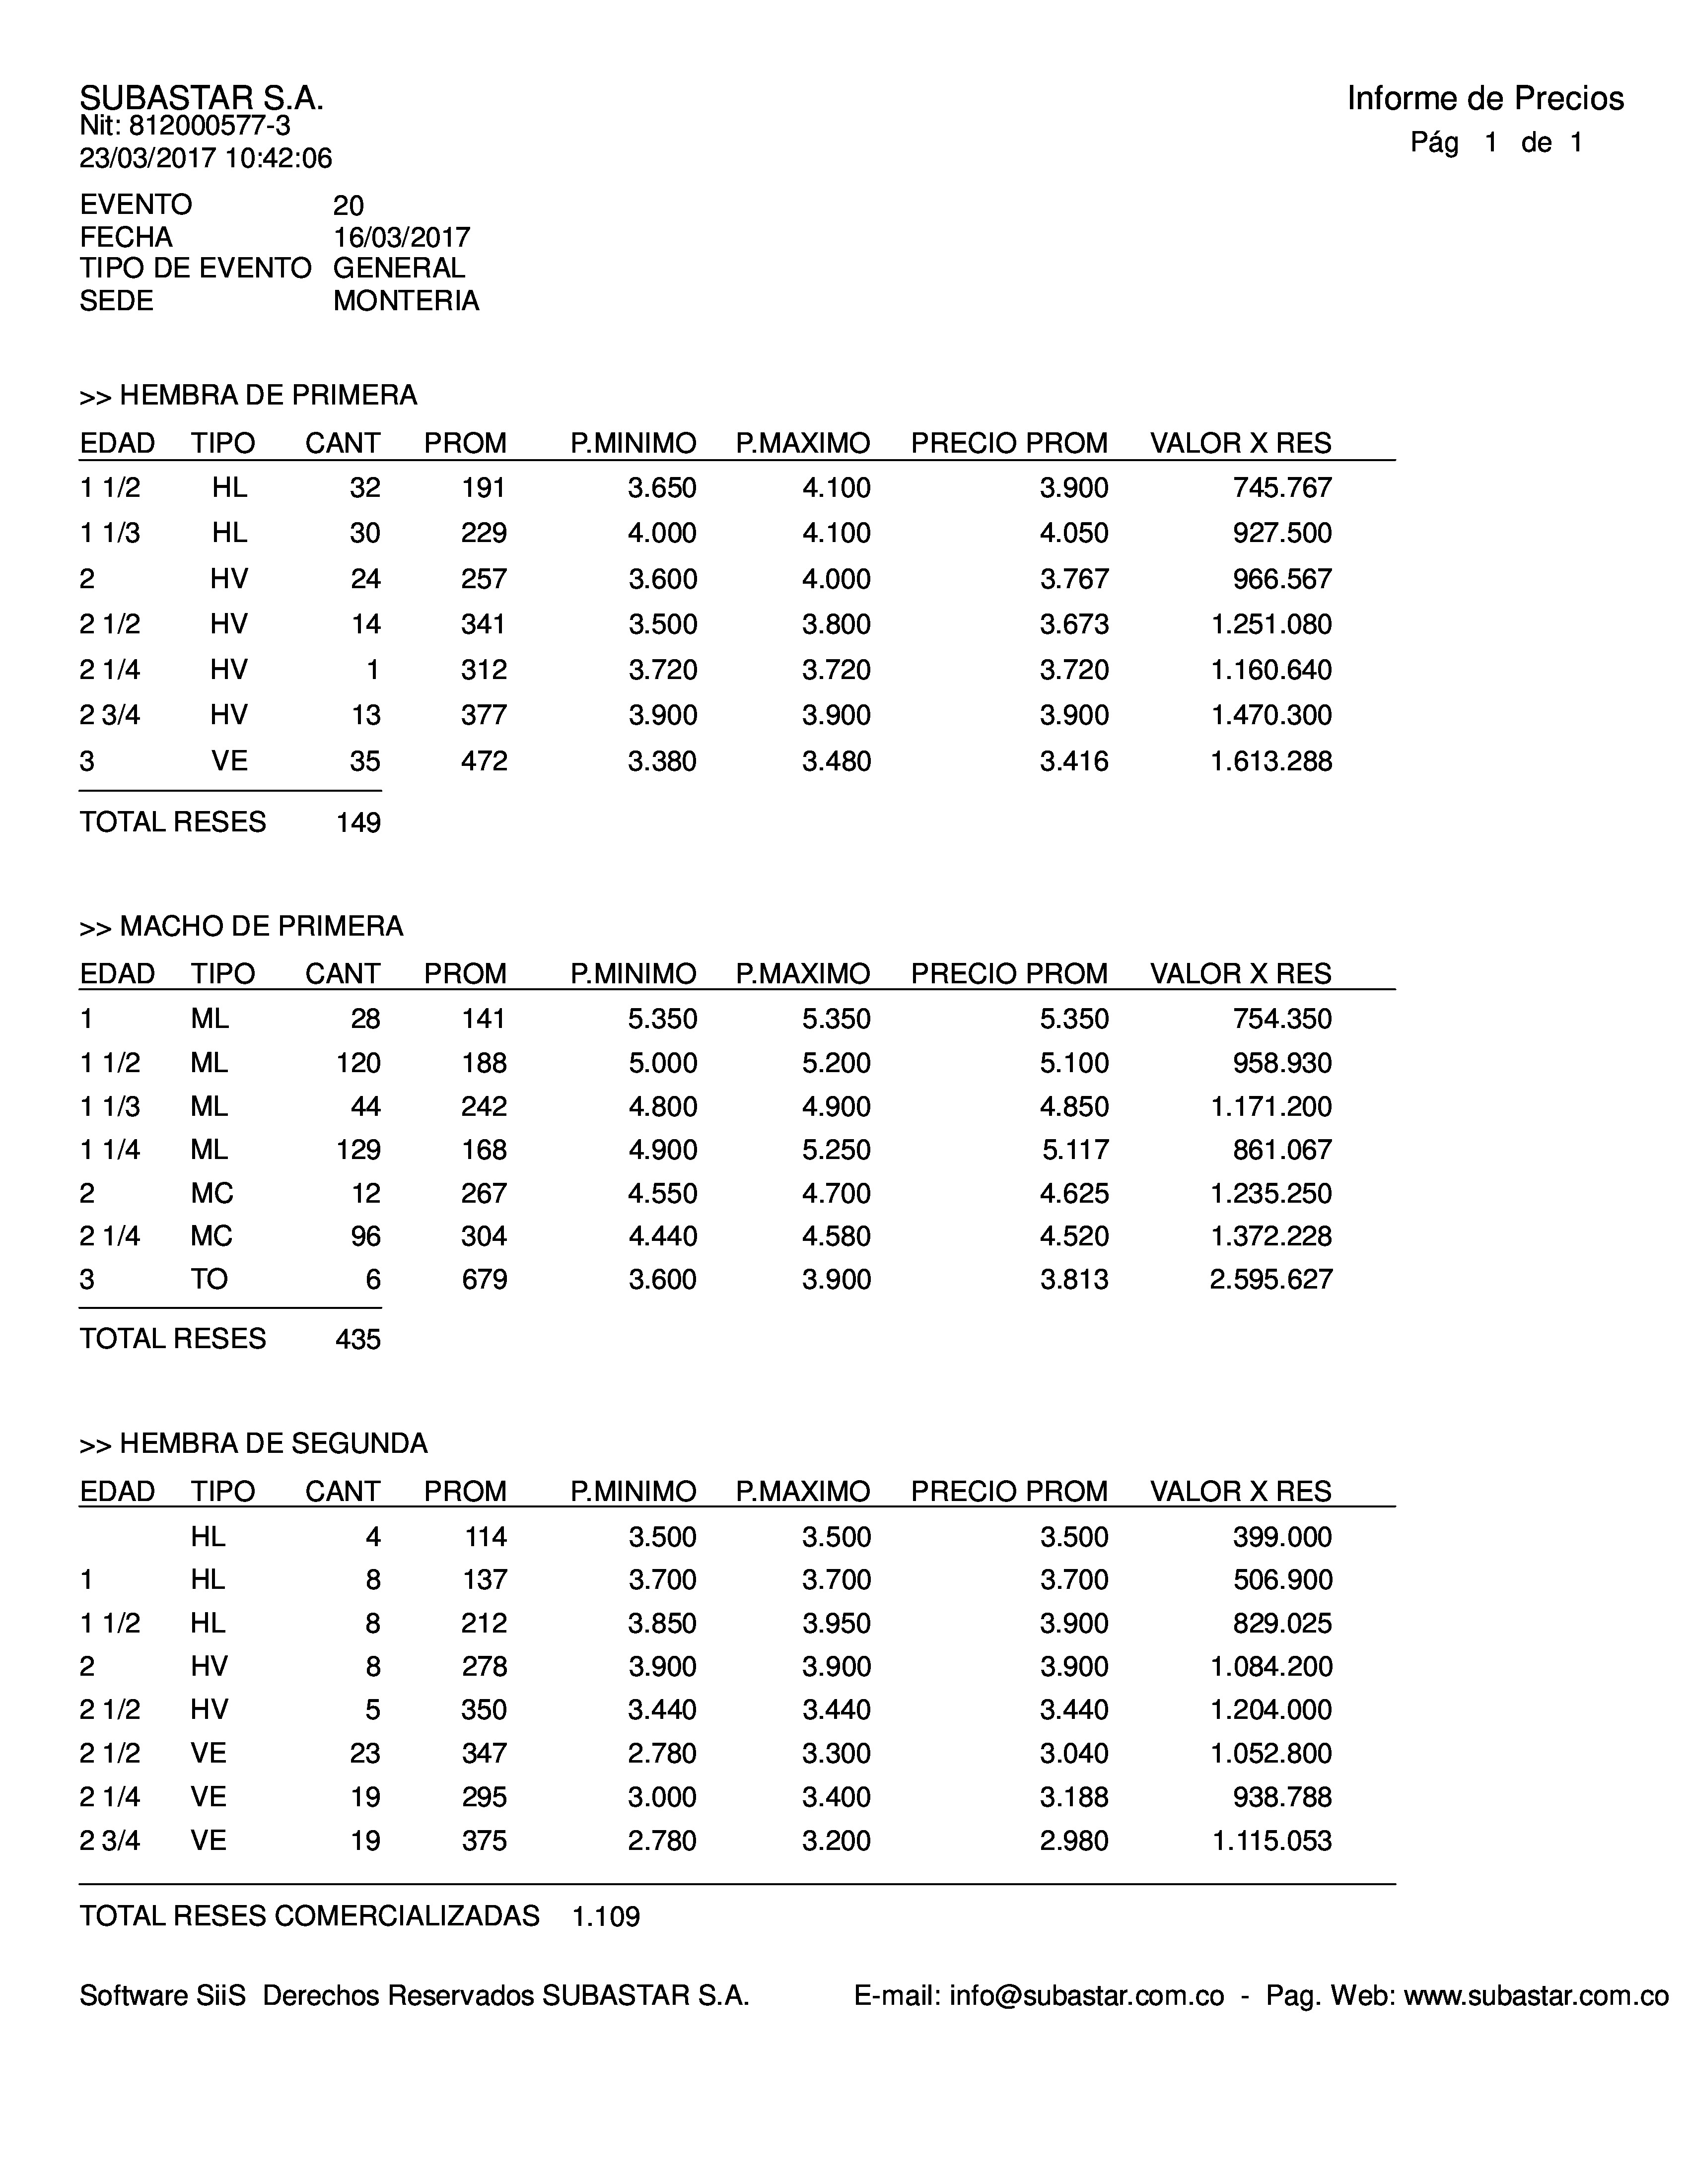 SUBASTAR S.A.
Informe de Precios
Nit: 812000577-3
Pág 1 de 1
23/03/2017 10:42:06
EVENTO 20
FECHA 16/03/2017
TIPO DE EVENTO GENERAL
SEDE MONTERIA
>> HEMBRA DE PRIMERA
EDAD TIPO CANT PROM P.MINIMO P.MAXIMO PRECIO PROM VALOR X RES
1 1/2 HL 32 191 3.650 4.100 3.900 745.767
1 1/3 HL 30 229 4.000 4.100 4.050 927.500
2 HV 24 257 3.600 4.000 3.767 966.567
2 1/2 HV 14 341 3.500 3.800 3.673 1.251.080
2 1/4 HV 1 312 3.720 3.720 3.720 1.160.640
2 3/4 HV 13 377 3.900 3.900 3.900 1.470.300
3 VE 35 472 3.380 3.480 3.416 1.613.288
TOTAL RESES 149
>> MACHO DE PRIMERA
EDAD TIPO CANT PROM P.MINIMO P.MAXIMO PRECIO PROM VALOR X RES
1 ML 28 141 5.350 5.350 5.350 754.350
1 1/2 ML 120 188 5.000 5.200 5.100 958.930
1 1/3 ML 44 242 4.800 4.900 4.850 1.171.200
1 1/4 ML 129 168 4.900 5.250 5.117 861.067
2 MC 12 267 4.550 4.700 4.625 1.235.250
2 1/4 MC 96 304 4.440 4.580 4.520 1.372.228
3 TO 6 679 3.600 3.900 3.813 2.595.627
TOTAL RESES 435
>> HEMBRA DE SEGUNDA
EDAD TIPO CANT PROM P.MINIMO P.MAXIMO PRECIO PROM VALOR X RES
HL 4 114 3.500 3.500 3.500 399.000
1 HL 8 137 3.700 3.700 3.700 506.900
1 1/2 HL 8 212 3.850 3.950 3.900 829.025
2 HV 8 278 3.900 3.900 3.900 1.084.200
2 1/2 HV 5 350 3.440 3.440 3.440 1.204.000
2 1/2 VE 23 347 2.780 3.300 3.040 1.052.800
2 1/4 VE 19 295 3.000 3.400 3.188 938.788
2 3/4 VE 19 375 2.780 3.200 2.980 1.115.053
TOTAL RESES COMERCIALIZADAS 1.109
Software SiiS Derechos Reservados SUBASTAR S.A. E-mail: info@subastar.com.co - Pag. Web: www.subastar.com.co